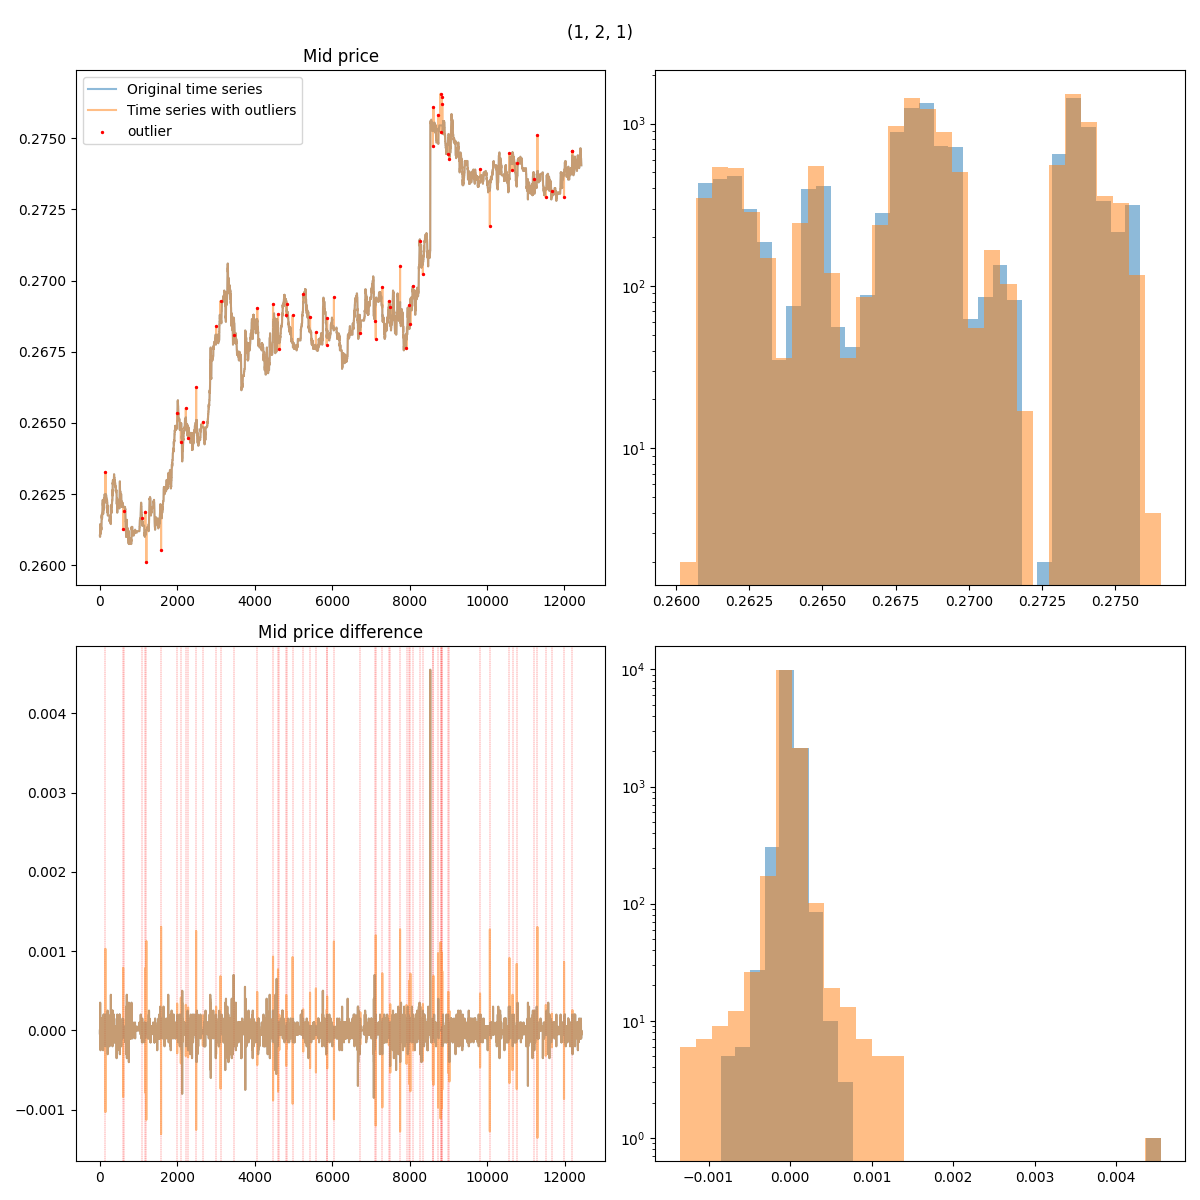 (1, 2, 1)
Mid price
Original time series
Time series with outliers
outlier
0.2750
0.2725
0.2700
0.2675
0.2650
0.2625
0.2600
0 2000 4000 6000 8000 10000 12000
10³
10²
10¹
0.2600 0.2625 0.2650 0.2675 0.2700 0.2725 0.2750
Mid price difference
0.004
0.003
0.002
0.001
0.000
−0.001
0 2000 4000 6000 8000 10000 12000
10⁴
10³
10²
10¹
10⁰
−0.001 0.000 0.001 0.002 0.003 0.004